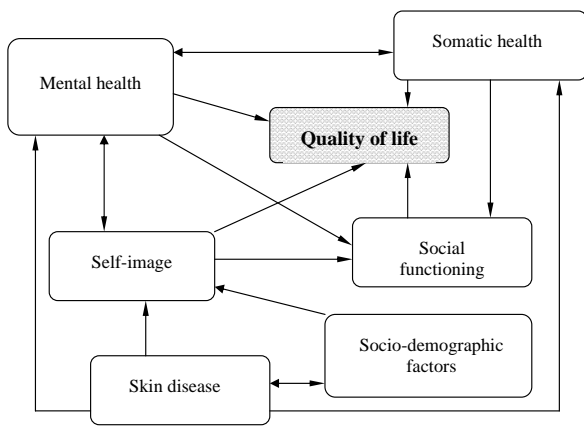 Somatic health
Mental health
Quality of life
Self-image
Social
functioning
Socio-demographic
factors
Skin disease